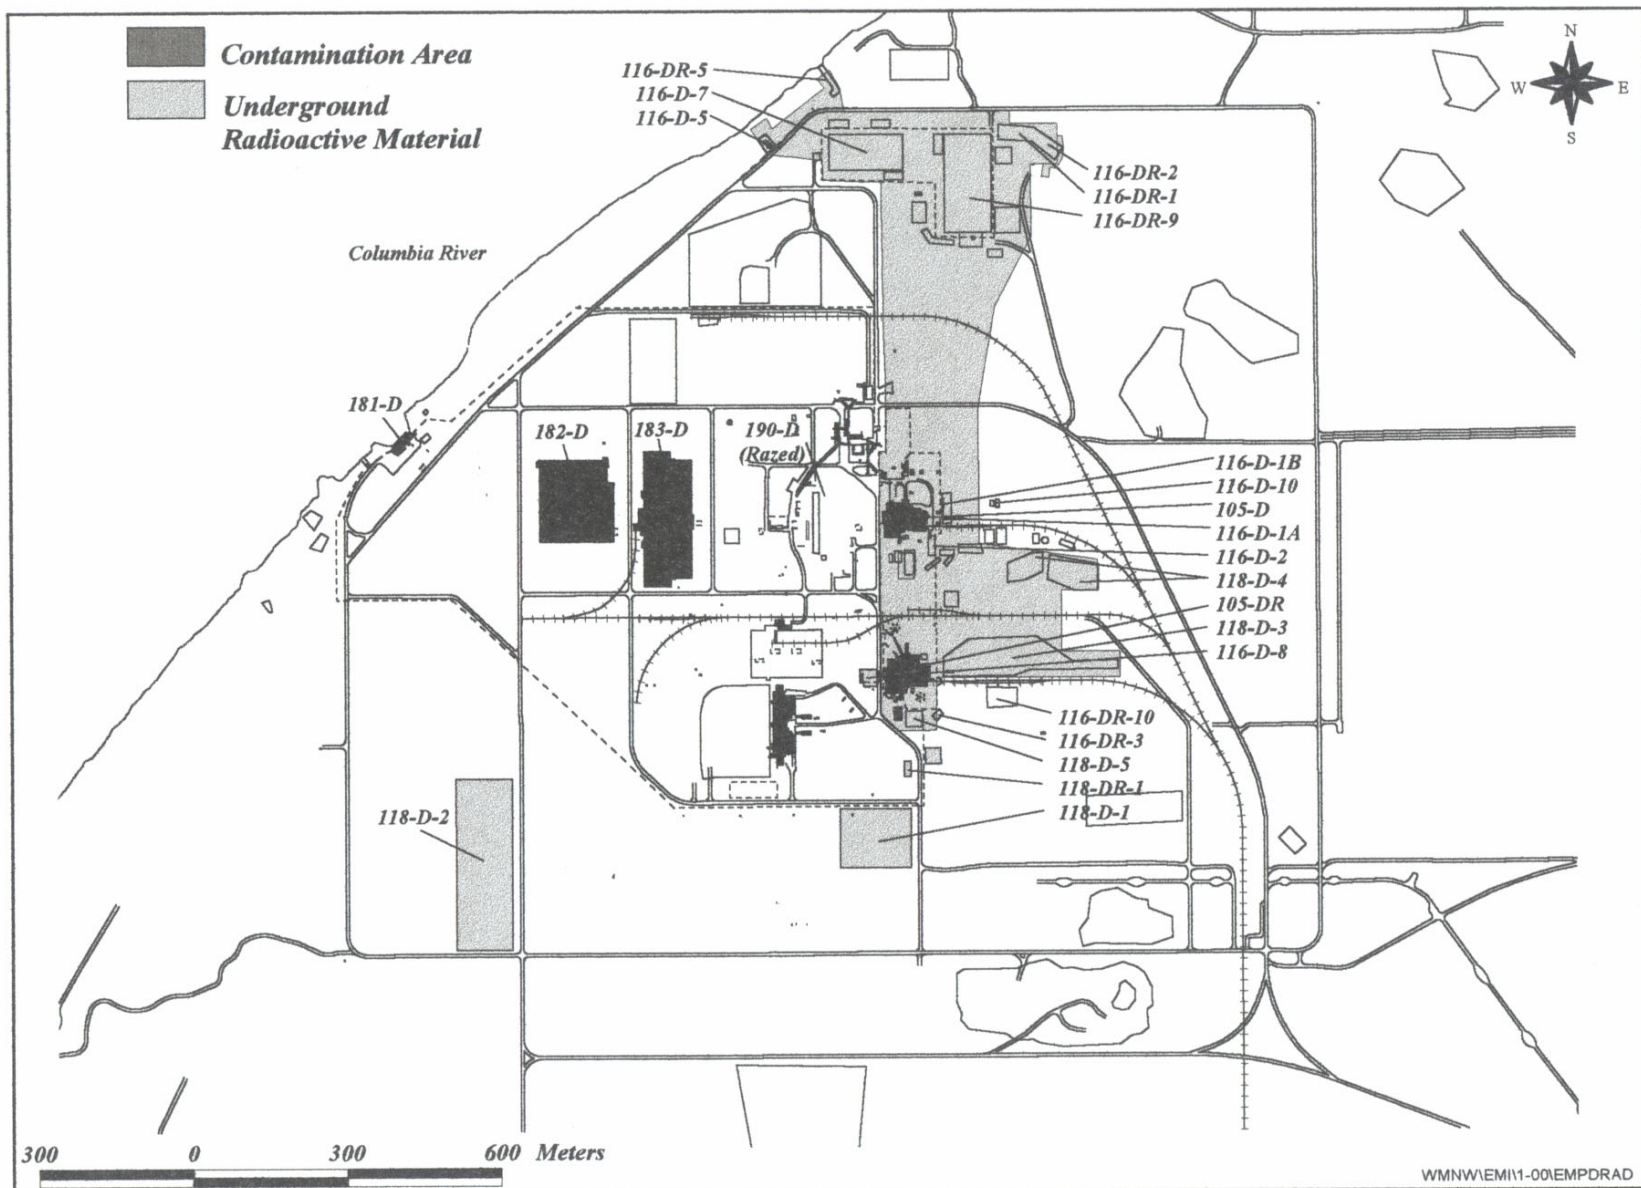 Contamination Area
Underground
Radioactive Material
N
W
E
S
116-DR-5
116-D-7
116-D-5
116-DR-2
116-DR-1
116-DR-9
Columbia River
181-D
182-D
183-D
190-D
(Razed)
116-D-1B
116-D-10
105-D
116-D-1A
116-D-2
118-D-4
105-DR
118-D-3
116-D-8
116-DR-10
116-DR-3
118-D-5
118-DR-1
118-D-1
118-D-2
300 0 300 600 Meters
WMNW\EMI\1-00\EMPDRAD